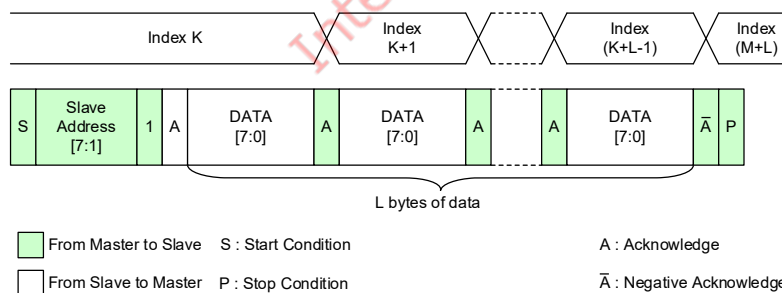 Inte
Index K
Index
K+1
Index
(K+L-1)
Index
(M+L)
S
Slave
Address
[7:1]
1
A
DATA
[7:0]
A
DATA
[7:0]
A
A
DATA
[7:0]
A̅
P
L bytes of data
From Master to Slave
S : Start Condition
A : Acknowledge
From Slave to Master
P : Stop Condition
A̅ : Negative Acknowledge